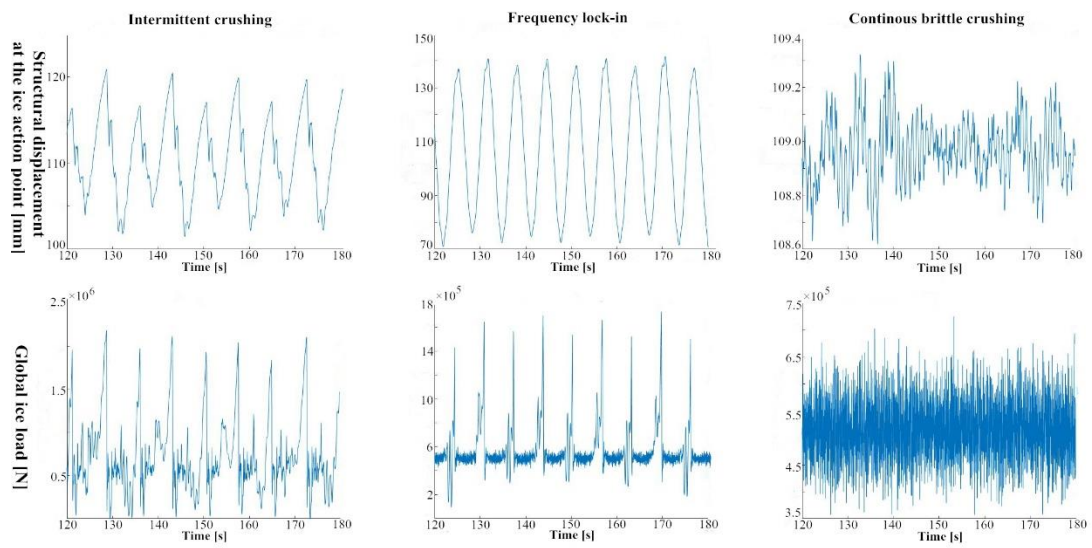 Intermittent crushing
Frequency lock-in
Continous brittle crushing
Structural displacement
at the ice action point [mm]
120
110
100
120 130 140 150 160 170 180
Time [s]
150
130
110
90
70
120 130 140 150 160 170 180
Time [s]
109.4
109.2
109.0
108.8
108.6
120 130 140 150 160 170 180
Time [s]
Global ice load [N]
×10⁶
2.5
1.5
0.5
120 130 140 150 160 170 180
Time [s]
×10⁵
18
14
10
6
2
120 130 140 150 160 170 180
Time [s]
×10⁵
7.5
6.5
5.5
4.5
3.5
120 130 140 150 160 170 180
Time [s]